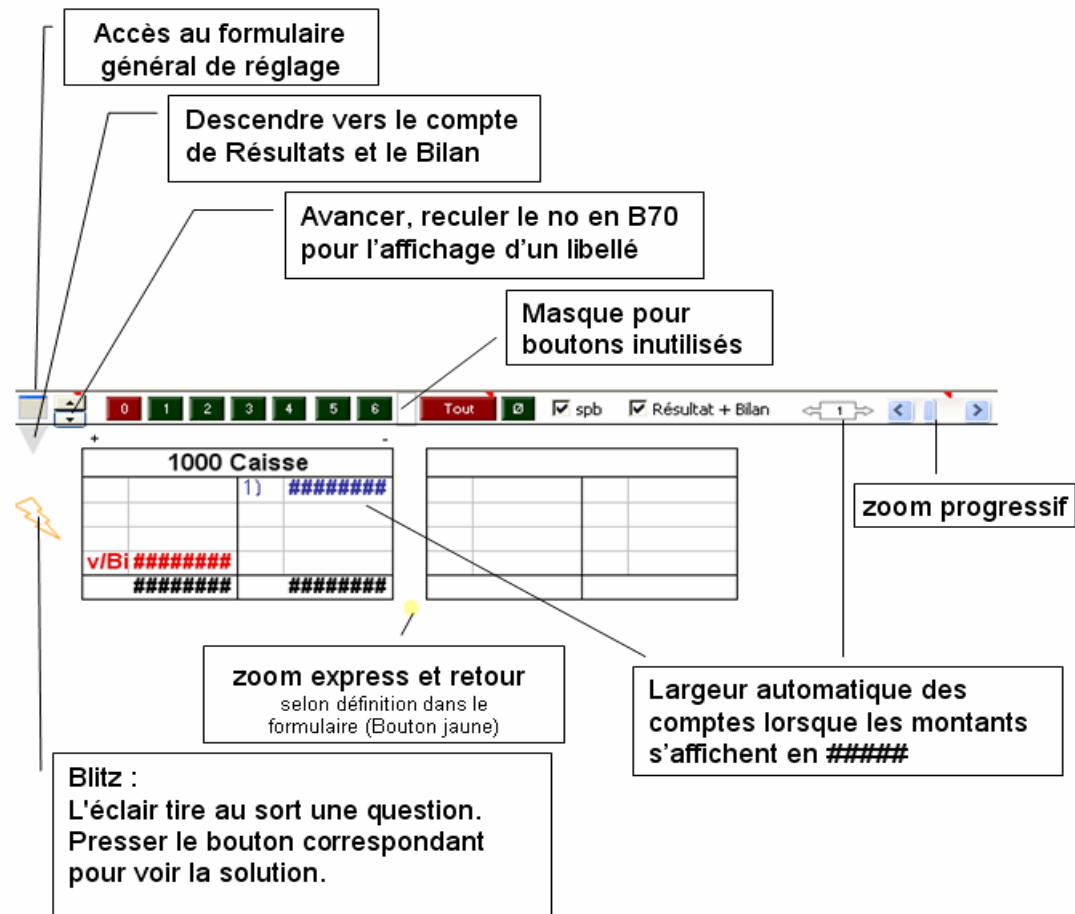 Accès au formulaire
général de réglage
Descendre vers le compte
de Résultats et le Bilan
Avancer, reculer le no en B70
pour l'affichage d'un libellé
Masque pour
boutons inutilisés
0 1 2 3 4 5 6 Tout Ø spb Résultat + Bilan 1
+ -
1000 Caisse
1) ########
v/Bi ########
######## ########
zoom progressif
zoom express et retour
selon définition dans le
formulaire (Bouton jaune)
Largeur automatique des
comptes lorsque les montants
s'affichent en #####
Blitz :
L'éclair tire au sort une question.
Presser le bouton correspondant
pour voir la solution.